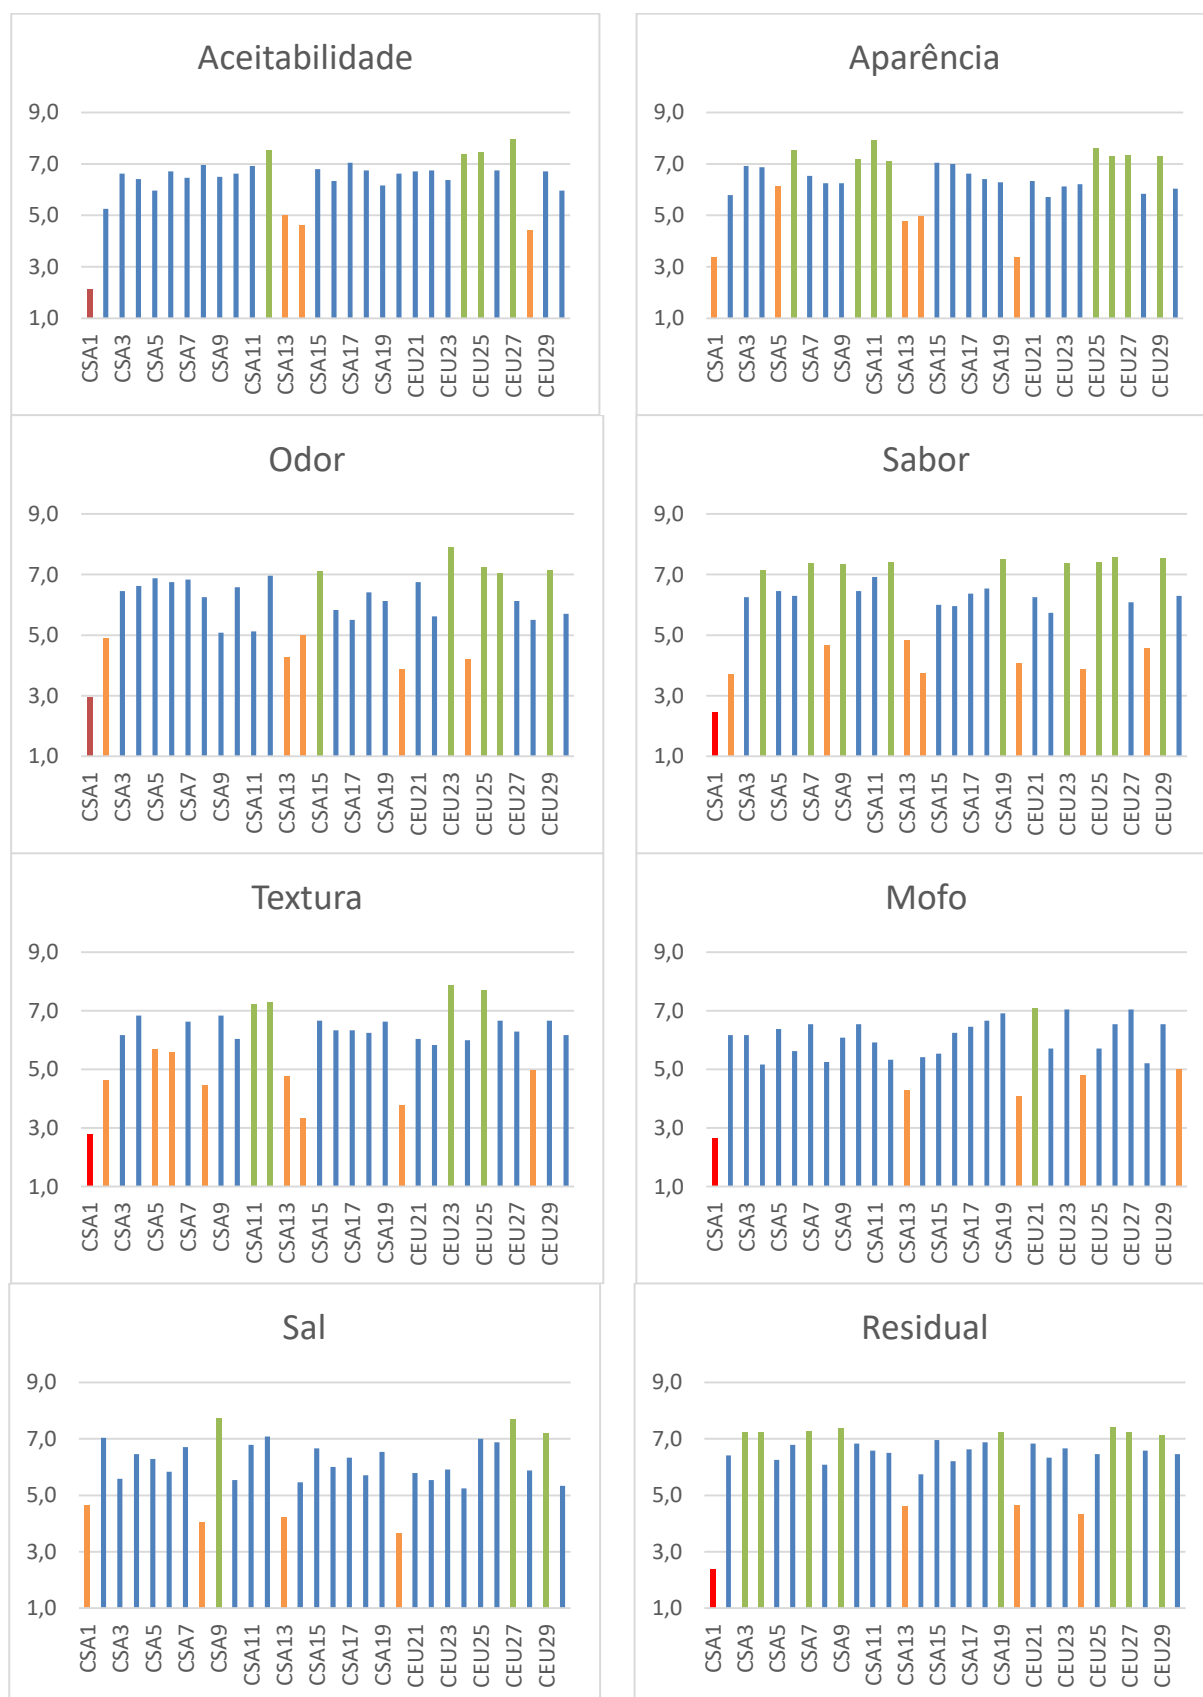 Aceitabilidade
9,0
7,0
5,0
3,0
1,0
CSA1
CSA3
CSA5
CSA7
CSA9
CSA11
CSA13
CSA15
CSA17
CSA19
CEU21
CEU23
CEU25
CEU27
CEU29
Aparência
9,0
7,0
5,0
3,0
1,0
CSA1
CSA3
CSA5
CSA7
CSA9
CSA11
CSA13
CSA15
CSA17
CSA19
CEU21
CEU23
CEU25
CEU27
CEU29
Odor
9,0
7,0
5,0
3,0
1,0
CSA1
CSA3
CSA5
CSA7
CSA9
CSA11
CSA13
CSA15
CSA17
CSA19
CEU21
CEU23
CEU25
CEU27
CEU29
Sabor
9,0
7,0
5,0
3,0
1,0
CSA1
CSA3
CSA5
CSA7
CSA9
CSA11
CSA13
CSA15
CSA17
CSA19
CEU21
CEU23
CEU25
CEU27
CEU29
Textura
9,0
7,0
5,0
3,0
1,0
CSA1
CSA3
CSA5
CSA7
CSA9
CSA11
CSA13
CSA15
CSA17
CSA19
CEU21
CEU23
CEU25
CEU27
CEU29
Mofo
9,0
7,0
5,0
3,0
1,0
CSA1
CSA3
CSA5
CSA7
CSA9
CSA11
CSA13
CSA15
CSA17
CSA19
CEU21
CEU23
CEU25
CEU27
CEU29
Sal
9,0
7,0
5,0
3,0
1,0
CSA1
CSA3
CSA5
CSA7
CSA9
CSA11
CSA13
CSA15
CSA17
CSA19
CEU21
CEU23
CEU25
CEU27
CEU29
Residual
9,0
7,0
5,0
3,0
1,0
CSA1
CSA3
CSA5
CSA7
CSA9
CSA11
CSA13
CSA15
CSA17
CSA19
CEU21
CEU23
CEU25
CEU27
CEU29